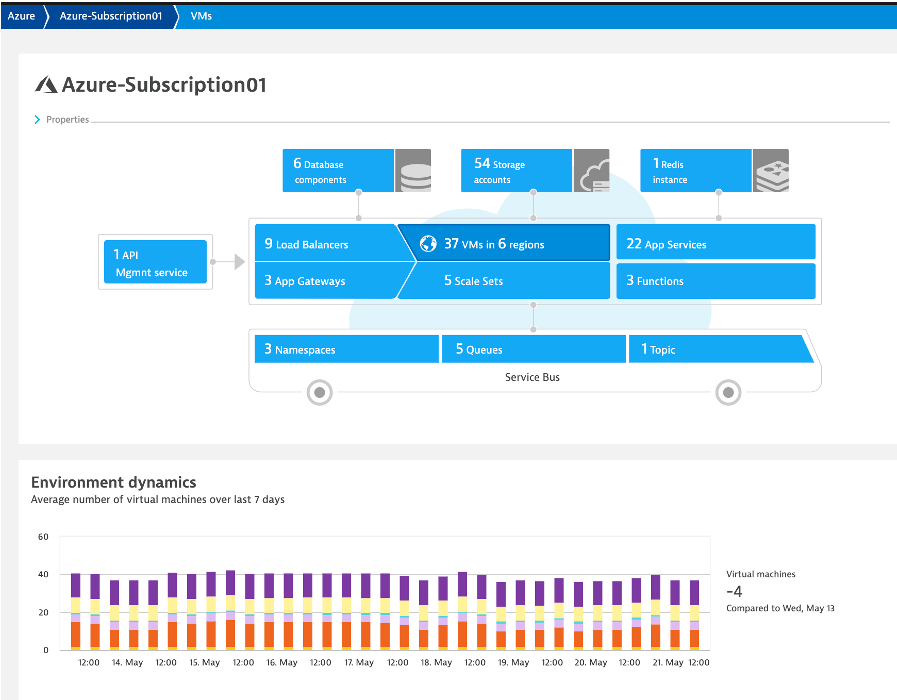 Azure
Azure-Subscription01
VMs
Azure-Subscription01
Properties
6 Database
components
54 Storage
accounts
1 Redis
instance
1 API
Mgmnt service
9 Load Balancers
37 VMs in 6 regions
22 App Services
3 App Gateways
5 Scale Sets
3 Functions
3 Namespaces
5 Queues
1 Topic
Service Bus
Environment dynamics
Average number of virtual machines over last 7 days
60
40
20
0
12:00
14. May
12:00
15. May
12:00
16. May
12:00
17. May
12:00
18. May
12:00
19. May
12:00
20. May
12:00
21. May
12:00
Virtual machines
-4
Compared to Wed, May 13